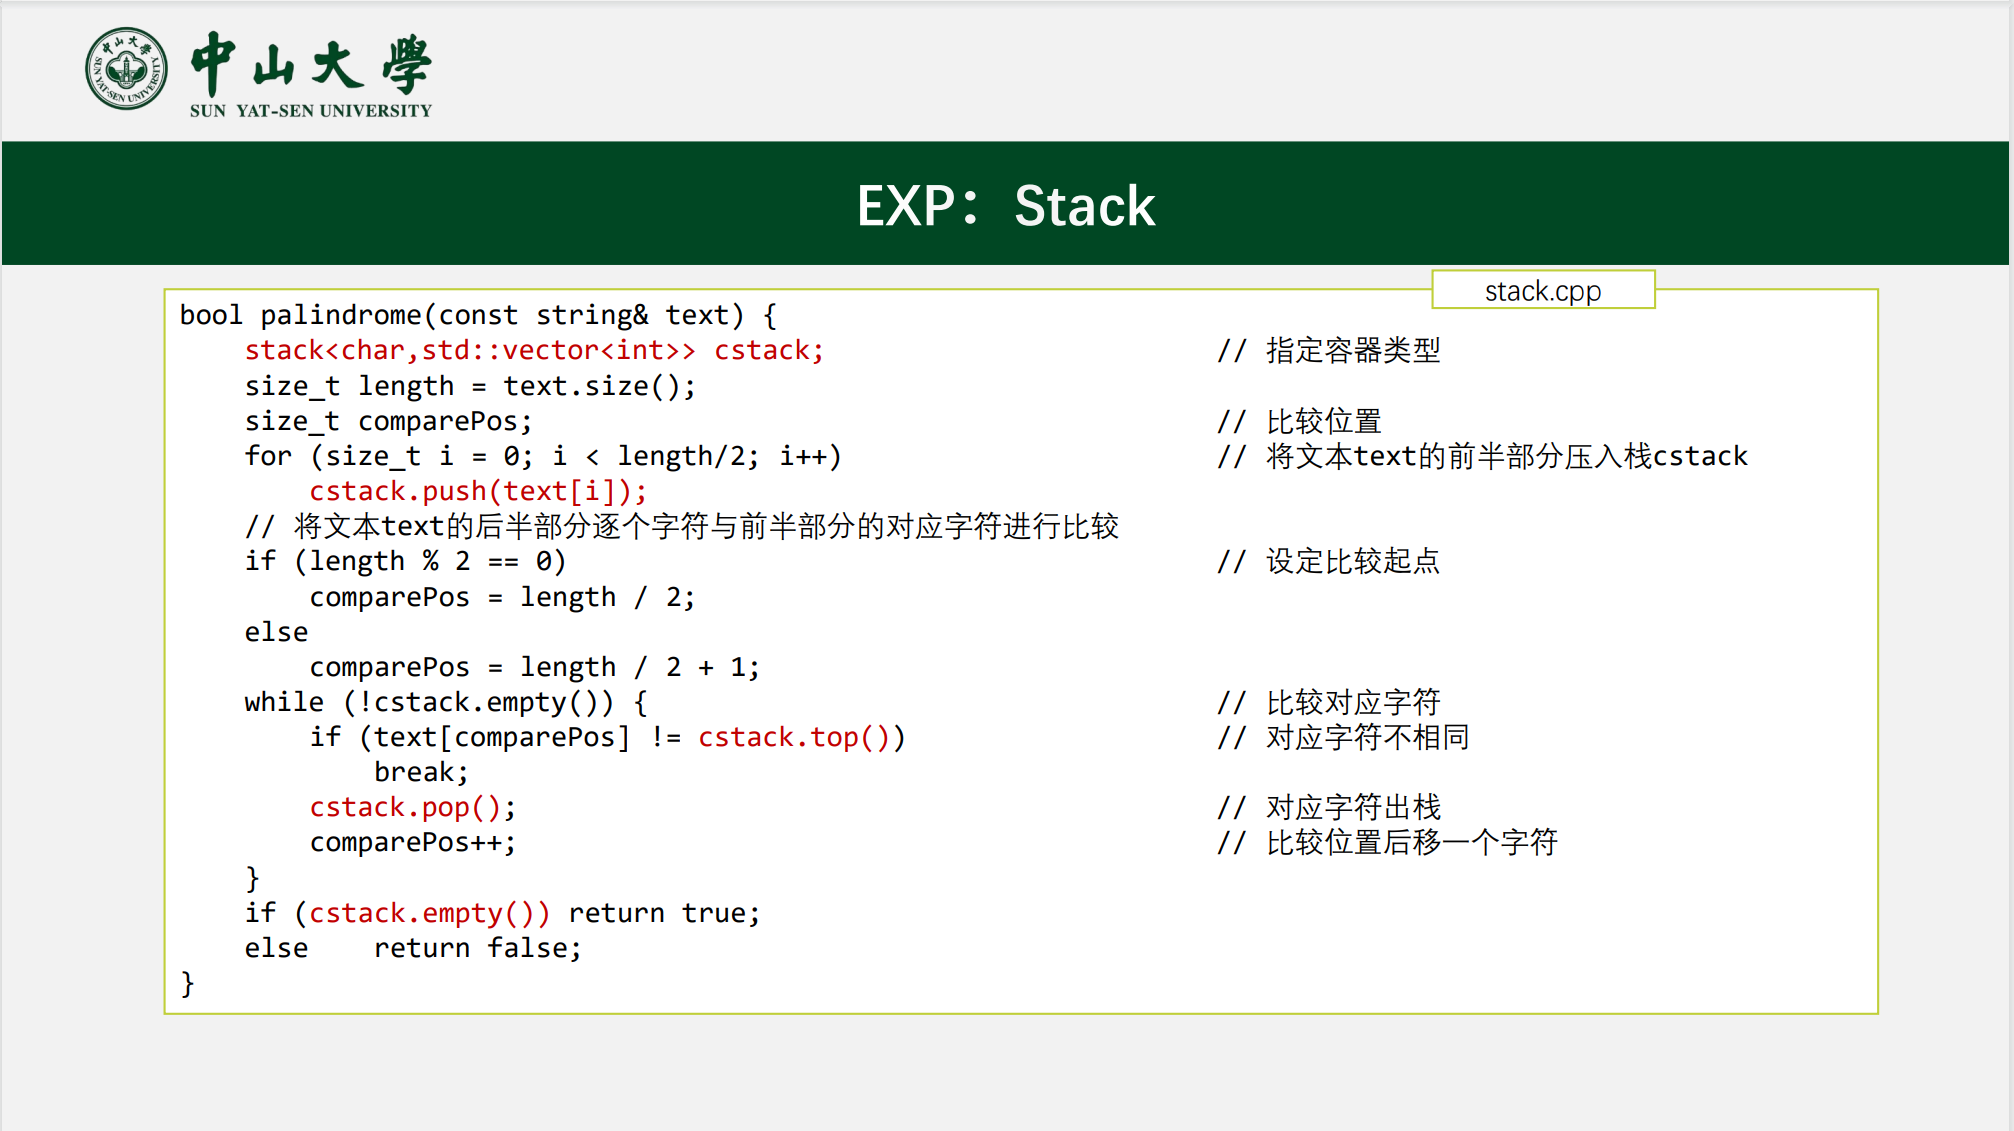 中山大學
SUN YAT-SEN UNIVERSITY
中山大學
SUN YAT-SEN UNIVERSITY
EXP：Stack
stack.cpp
bool palindrome(const string& text) {
    stack<char,std::vector<int>> cstack; // 指定容器类型
    size_t length = text.size();
    size_t comparePos; // 比较位置
    for (size_t i = 0; i < length/2; i++) // 将文本text的前半部分压入栈cstack
        cstack.push(text[i]);
    // 将文本text的后半部分逐个字符与前半部分的对应字符进行比较
    if (length % 2 == 0) // 设定比较起点
        comparePos = length / 2;
    else
        comparePos = length / 2 + 1;
    while (!cstack.empty()) { // 比较对应字符
        if (text[comparePos] != cstack.top()) // 对应字符不相同
            break;
        cstack.pop(); // 对应字符出栈
        comparePos++; // 比较位置后移一个字符
    }
    if (cstack.empty()) return true;
    else    return false;
}